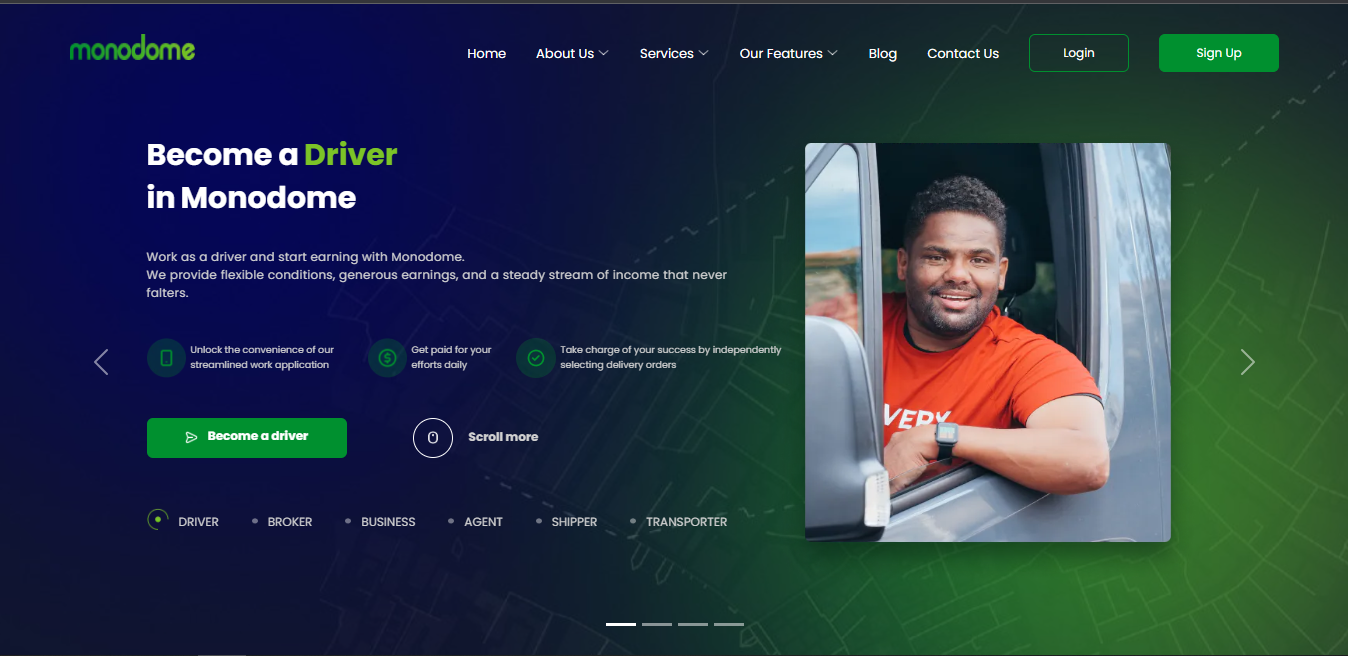 monodome
Home About Us Services Our Features Blog Contact Us Login Sign Up
Become a Driver
in Monodome
Work as a driver and start earning with Monodome.
We provide flexible conditions, generous earnings, and a steady stream of income that never
falters.
Unlock the convenience of our
streamlined work application
Get paid for your
efforts daily
Take charge of your success by independently
selecting delivery orders
VERY
Become a driver
Scroll more
DRIVER BROKER BUSINESS AGENT SHIPPER TRANSPORTER